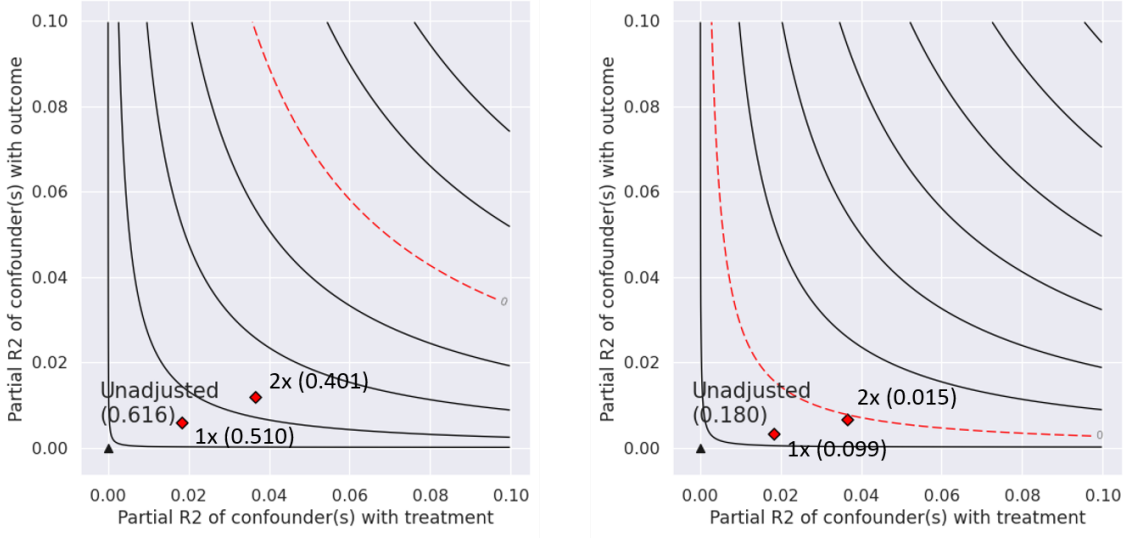 0.10
0.08
0.06
0.04
0.02
0.00
Partial R2 of confounder(s) with outcome
Unadjusted
(0.616)
2x (0.401)
1x (0.510)
0
0.00 0.02 0.04 0.06 0.08 0.10
Partial R2 of confounder(s) with treatment
0.10
0.08
0.06
0.04
0.02
0.00
Partial R2 of confounder(s) with outcome
Unadjusted
(0.180)
2x (0.015)
1x (0.099)
0
0.00 0.02 0.04 0.06 0.08 0.10
Partial R2 of confounder(s) with treatment